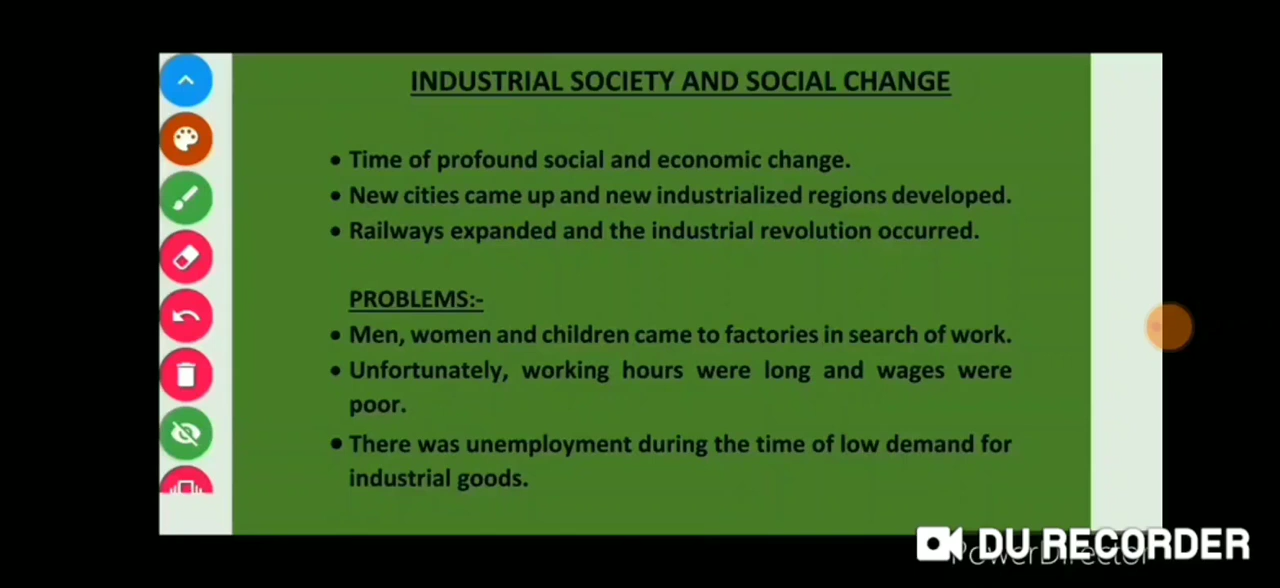 INDUSTRIAL SOCIETY AND SOCIAL CHANGE
• Time of profound social and economic change.
• New cities came up and new industrialized regions developed.
• Railways expanded and the industrial revolution occurred.
PROBLEMS:-
• Men, women and children came to factories in search of work.
• Unfortunately, working hours were long and wages were
poor.
• There was unemployment during the time of low demand for
industrial goods.
DU RECORDER
PowerDirector